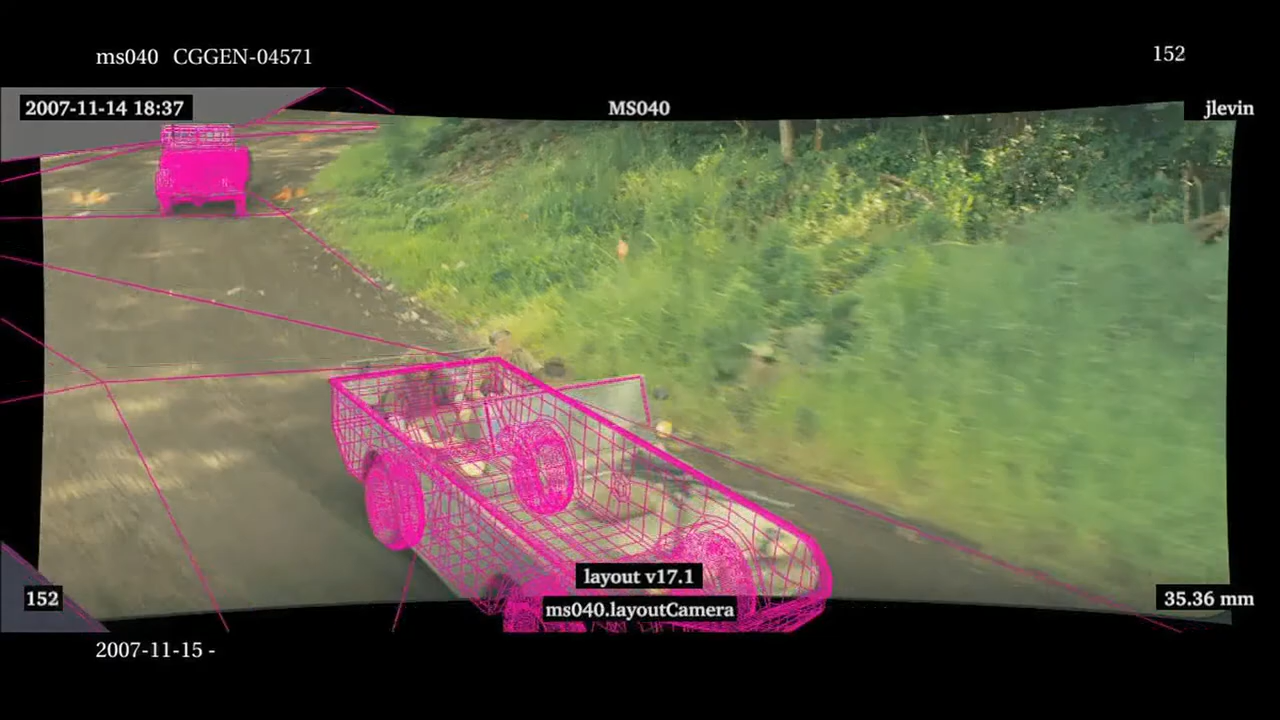 ms040 CGGEN-04571
152
2007-11-14 18:37
MS040
jlevin
layout v17.1
152
ms040.layoutCamera
35.36 mm
2007-11-15 -